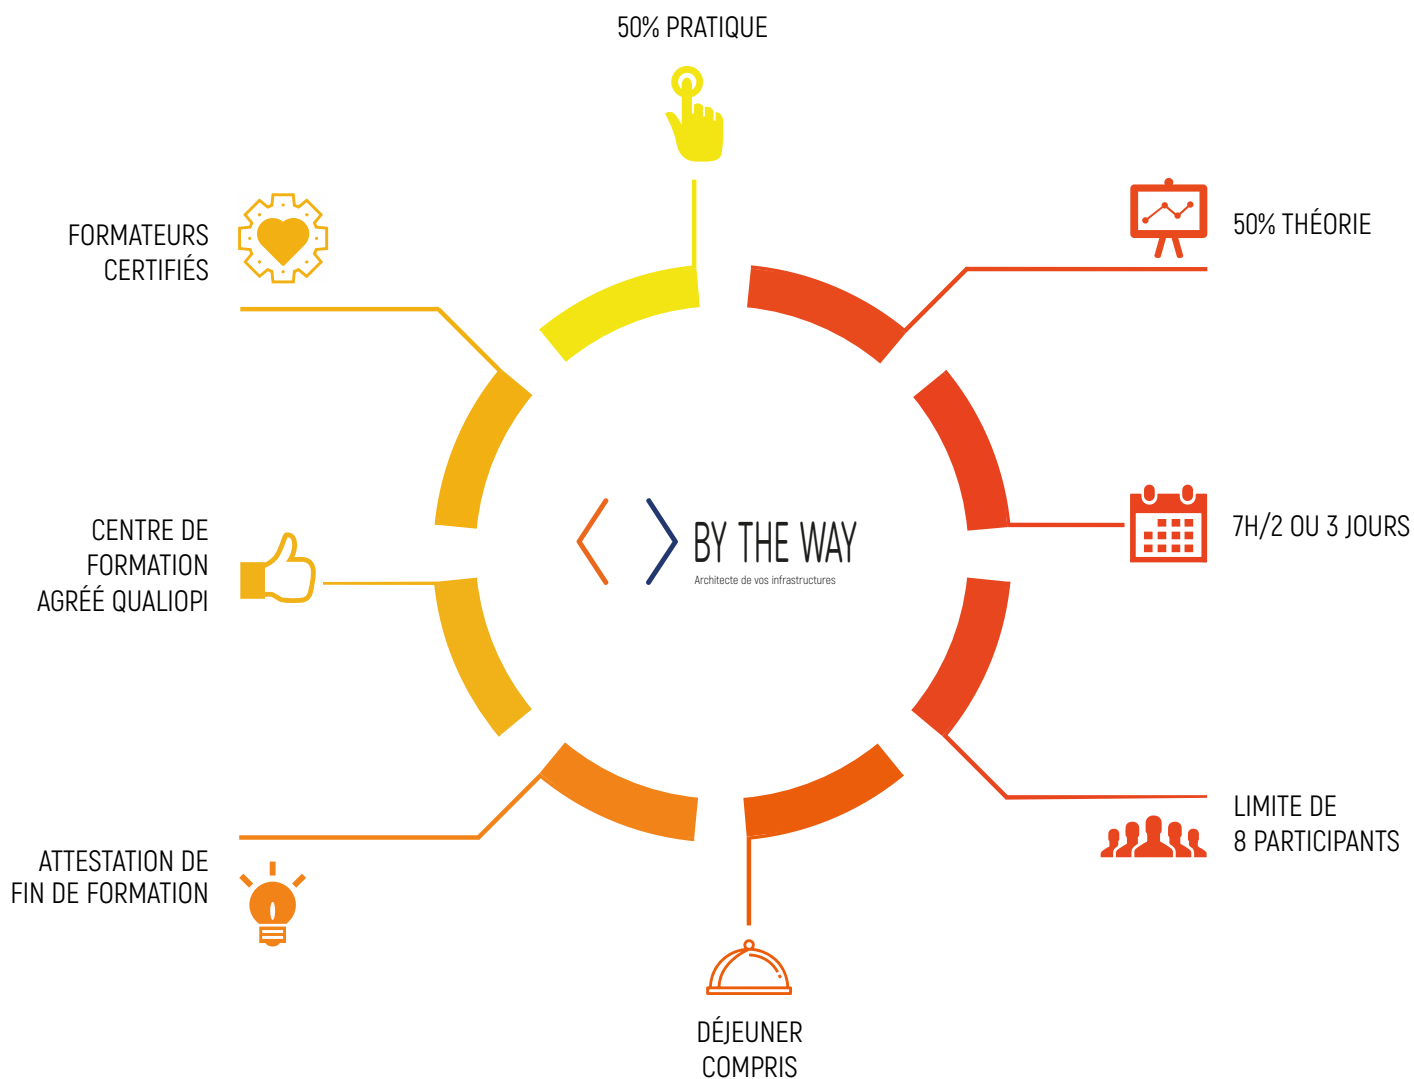 50% PRATIQUE
50% THÉORIE
FORMATEURS
CERTIFIÉS
7H/2 OU 3 JOURS
CENTRE DE
FORMATION
AGRÉÉ QUALIOPI
BY THE WAY
Architecte de vos infrastructures
LIMITE DE
8 PARTICIPANTS
ATTESTATION DE
FIN DE FORMATION
DÉJEUNER
COMPRIS